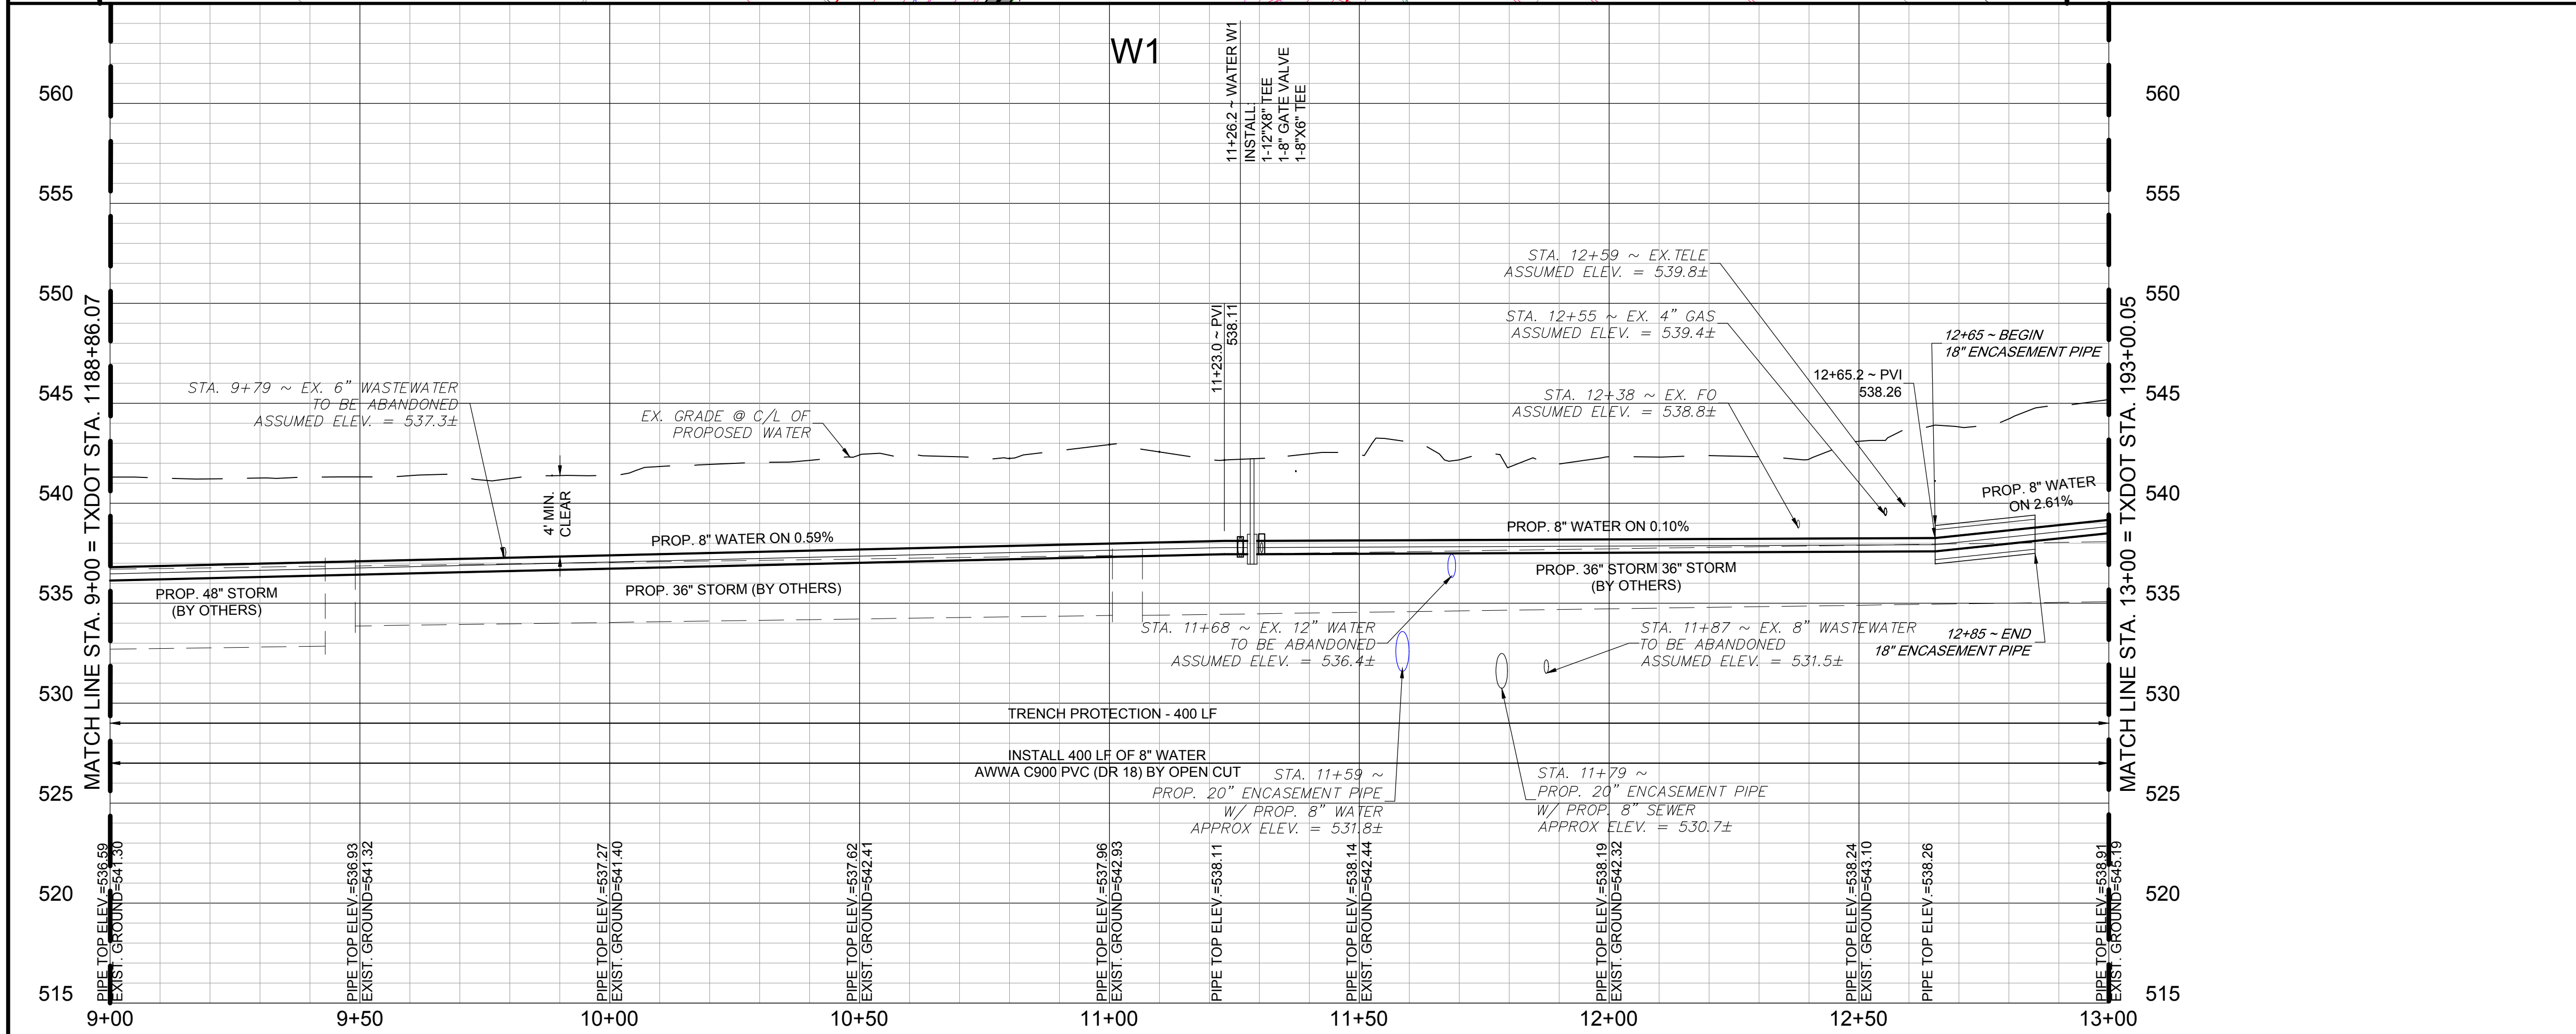 W1
11+26.2 ~ WATER W1
INSTALL:
1-12"X8" TEE
1-8" GATE VALVE
1-8"X6" TEE
560
555
550
545
540
535
530
525
520
515
560
555
550
545
540
535
530
525
520
515
MATCH LINE STA. 9+00 = TXDOT STA. 1188+86.07
MATCH LINE STA. 13+00 = TXDOT STA. 193+00.05
STA. 12+59 ~ EX.TELE
ASSUMED ELEV. = 539.8±
STA. 12+55 ~ EX. 4" GAS
ASSUMED ELEV. = 539.4±
11+23.0 ~ PVI
538.11
12+65 ~ BEGIN
18" ENCASEMENT PIPE
12+65.2 ~ PVI
538.26
STA. 9+79 ~ EX. 6" WASTEWATER
TO BE ABANDONED
ASSUMED ELEV. = 537.3±
EX. GRADE @ C/L OF
PROPOSED WATER
STA. 12+38 ~ EX. FO
ASSUMED ELEV. = 538.8±
4' MIN.
CLEAR
PROP. 8" WATER
ON 2.61%
PROP. 8" WATER ON 0.59%
PROP. 8" WATER ON 0.10%
PROP. 48" STORM
(BY OTHERS)
PROP. 36" STORM (BY OTHERS)
PROP. 36" STORM 36" STORM
(BY OTHERS)
STA. 11+68 ~ EX. 12" WATER
TO BE ABANDONED
ASSUMED ELEV. = 536.4±
STA. 11+87 ~ EX. 8" WASTEWATER
TO BE ABANDONED
ASSUMED ELEV. = 531.5±
12+85 ~ END
18" ENCASEMENT PIPE
TRENCH PROTECTION - 400 LF
INSTALL 400 LF OF 8" WATER
AWWA C900 PVC (DR 18) BY OPEN CUT
STA. 11+59 ~
PROP. 20" ENCASEMENT PIPE
W/ PROP. 8" WATER
APPROX ELEV. = 531.8±
STA. 11+79 ~
PROP. 20" ENCASEMENT PIPE
W/ PROP. 8" SEWER
APPROX ELEV. = 530.7±
PIPE TOP ELEV.=536.59
EXIST. GROUND=541.30
PIPE TOP ELEV.=536.93
EXIST. GROUND=541.32
PIPE TOP ELEV.=537.27
EXIST. GROUND=541.40
PIPE TOP ELEV.=537.62
EXIST. GROUND=542.41
PIPE TOP ELEV.=537.96
EXIST. GROUND=542.93
PIPE TOP ELEV.=538.11
PIPE TOP ELEV.=538.14
EXIST. GROUND=542.44
PIPE TOP ELEV.=538.19
EXIST. GROUND=542.32
PIPE TOP ELEV.=538.24
EXIST. GROUND=543.10
PIPE TOP ELEV.=538.26
PIPE TOP ELEV.=538.91
EXIST. GROUND=545.19
9+00
9+50
10+00
10+50
11+00
11+50
12+00
12+50
13+00